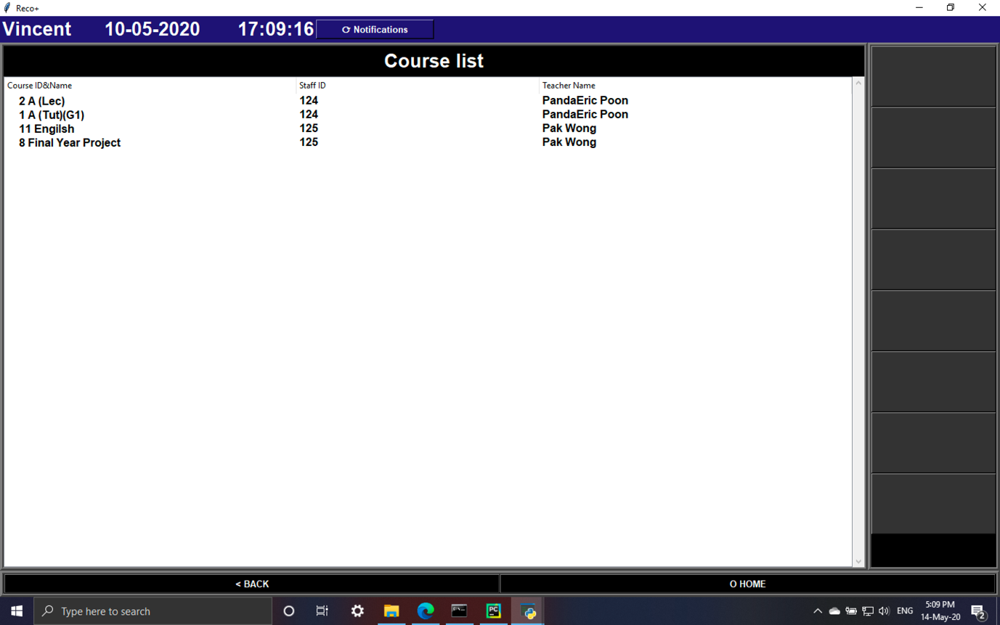 Reco+
Vincent 10-05-2020 17:09:16 ⟳ Notifications
Course list
Course ID&Name Staff ID Teacher Name
2 A (Lec) 124 PandaEric Poon
1 A (Tut)(G1) 124 PandaEric Poon
11 Engilsh 125 Pak Wong
8 Final Year Project 125 Pak Wong
< BACK O HOME
Type here to search
PC
ENG
5:09 PM
14-May-20
2